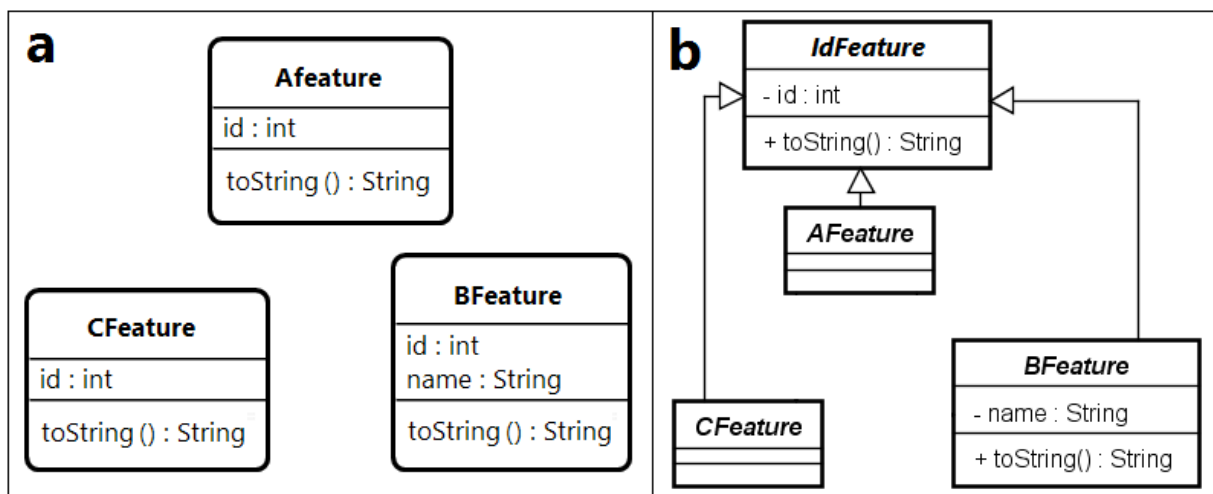 a
Afeature
id : int
toString () : String
CFeature
id : int
toString () : String
BFeature
id : int
name : String
toString () : String
b
IdFeature
- id : int
+ toString() : String
AFeature
CFeature
BFeature
- name : String
+ toString() : String